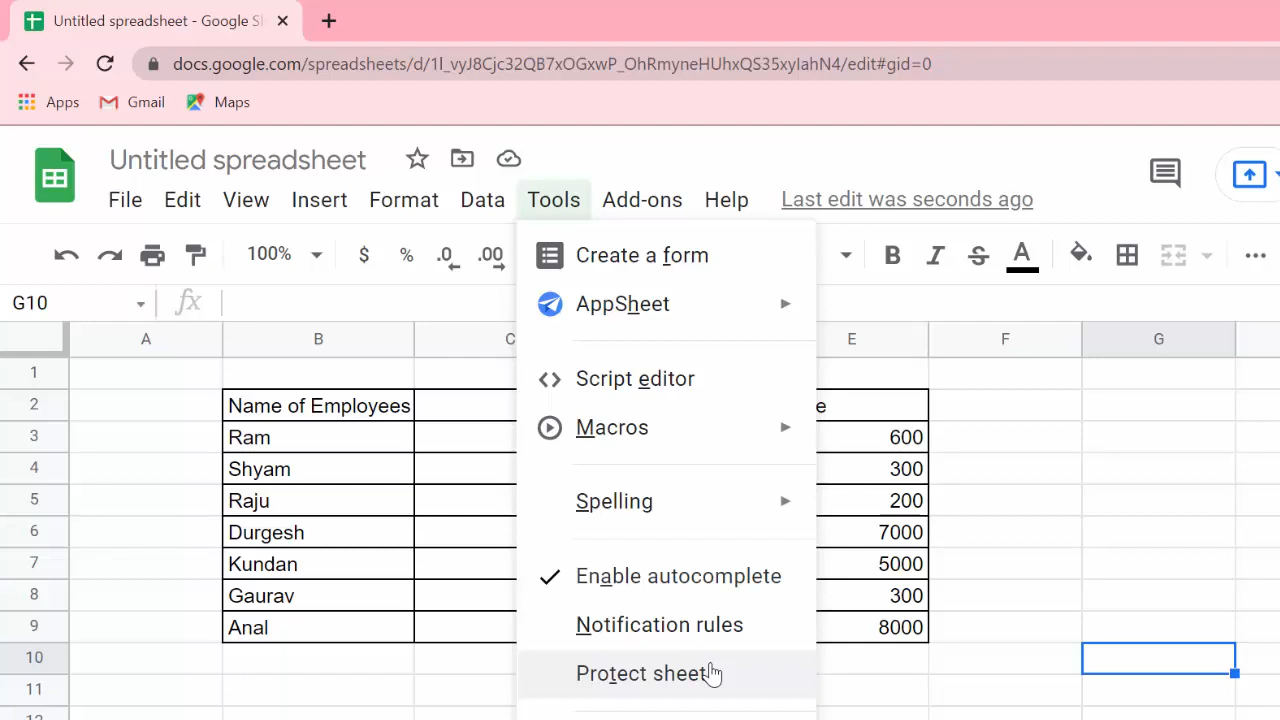 Untitled spreadsheet - Google S
docs.google.com/spreadsheets/d/1l_vyJ8Cjc32QB7xOGxwP_OhRmyneHUhxQS35xylahN4/edit#gid=0
Apps Gmail Maps
Untitled spreadsheet
File Edit View Insert Format Data Tools Add-ons Help Last edit was seconds ago
100% $ % .0 .00 B I S A
G10 fx
A B C E F G
Create a form
AppSheet
Script editor
Macros
Spelling
Enable autocomplete
Notification rules
Protect sheet
1
2 Name of Employees e
3 Ram 600
4 Shyam 300
5 Raju 200
6 Durgesh 7000
7 Kundan 5000
8 Gaurav 300
9 Anal 8000
10
11
12